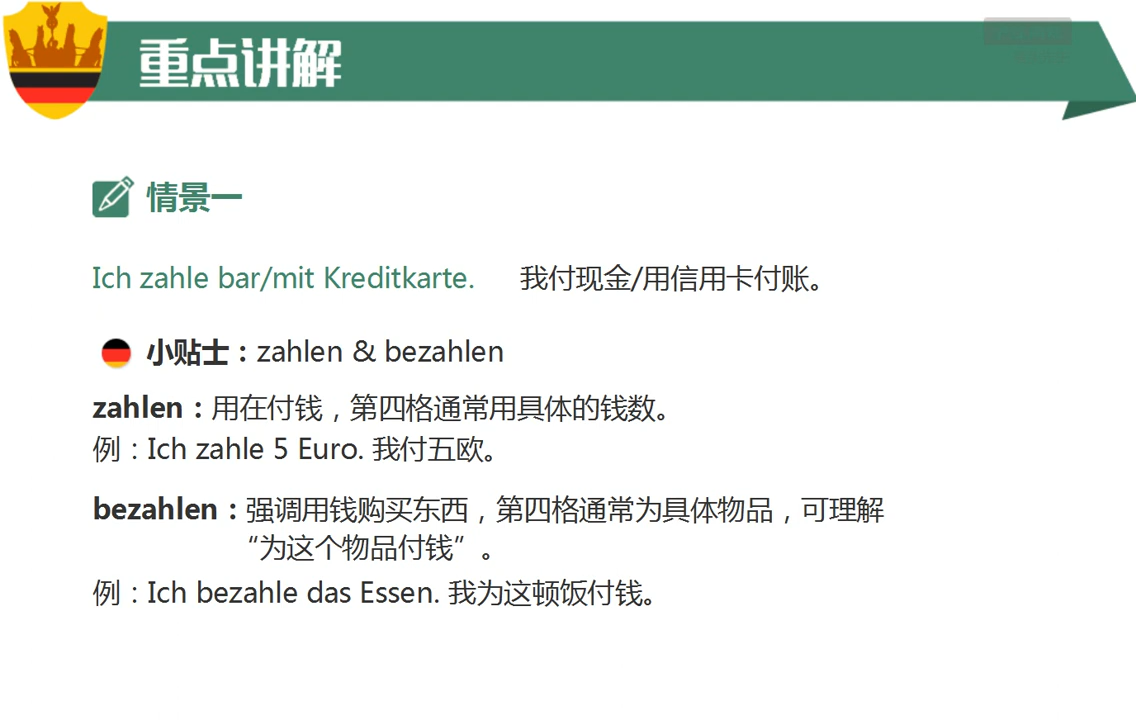 重点讲解
情景一
Ich zahle bar/mit Kreditkarte. 我付现金/用信用卡付账。
小贴士：zahlen & bezahlen
zahlen：用在付钱，第四格通常用具体的钱数。
例：Ich zahle 5 Euro. 我付五欧。
bezahlen：强调用钱购买东西，第四格通常为具体物品，可理解
“为这个物品付钱”。
例：Ich bezahle das Essen. 我为这顿饭付钱。